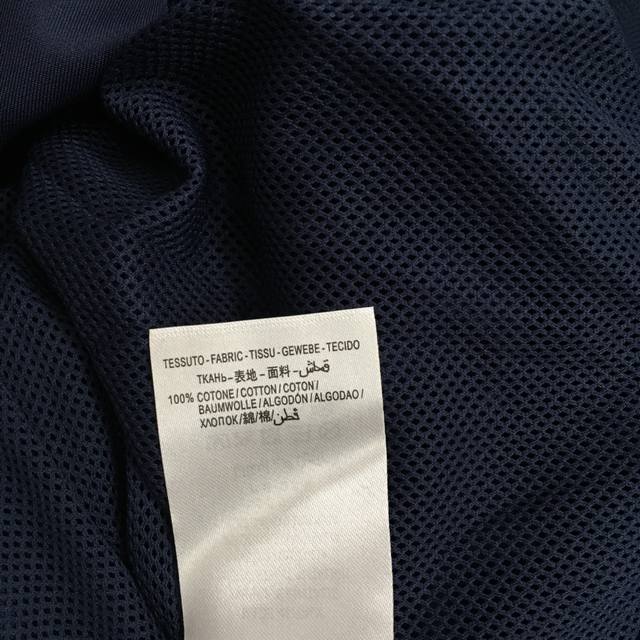 TESSUTO-FABRIC-TISSU-GEWEBE-TECIDO
ТКАНЬ-表地-面料-قماش
100% COTONE/COTTON/COTON/
BAUMWOLLE/ALGODÓN/ALGODAO/
ХЛОПОК/綿/棉/قطن